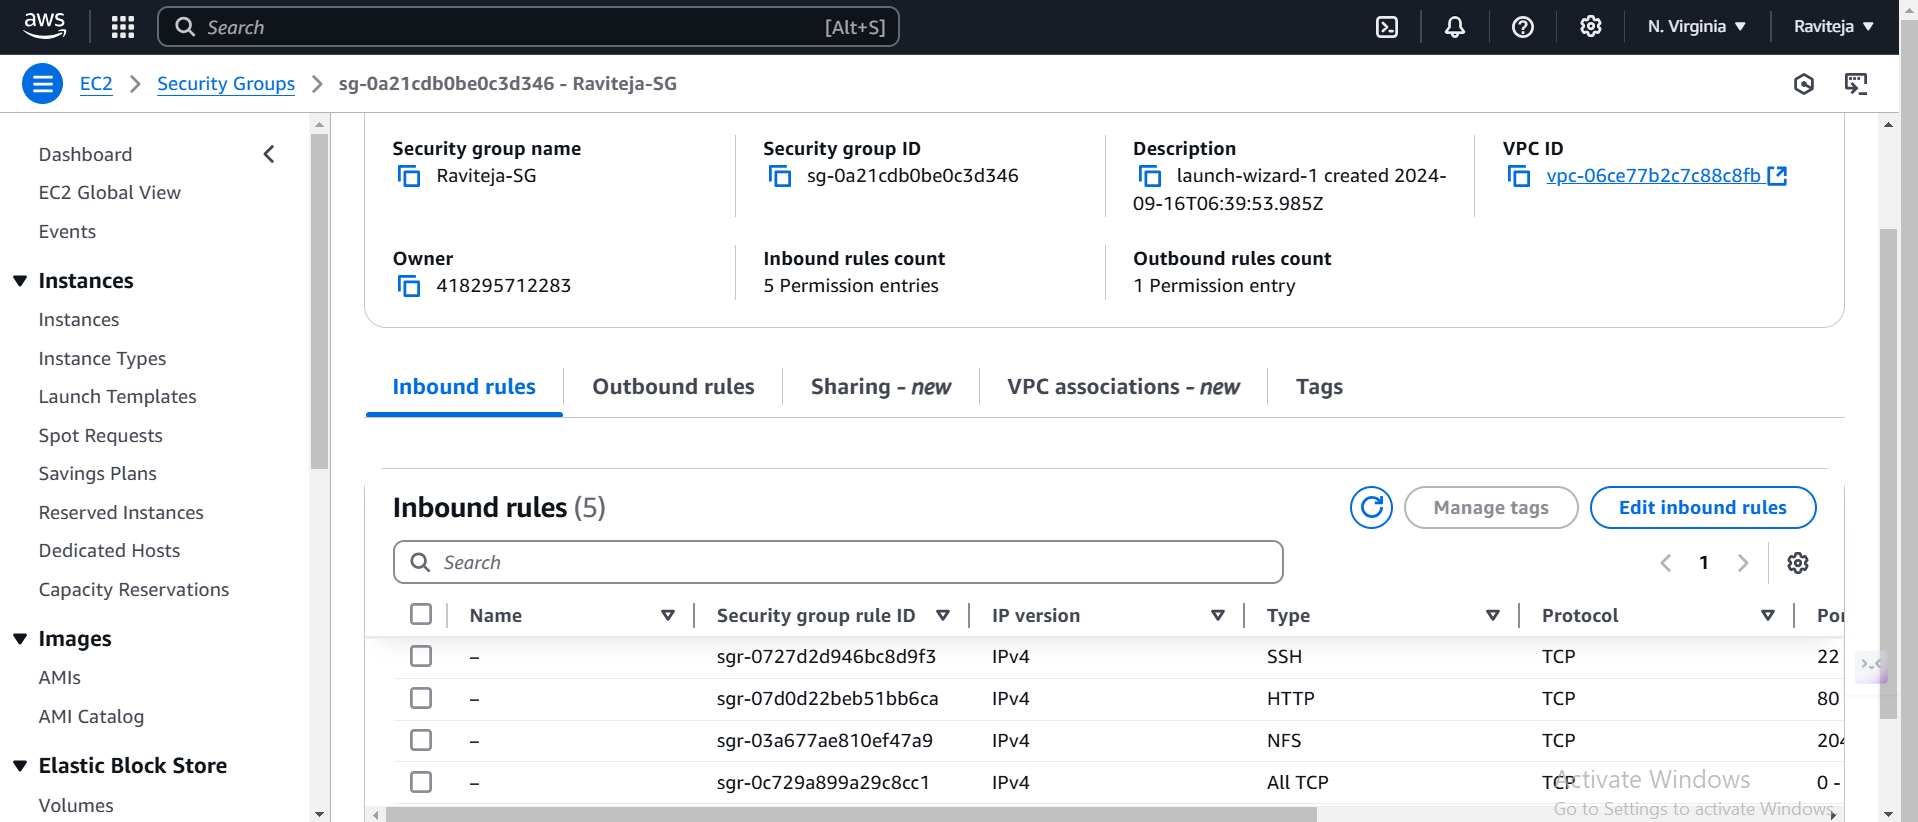 aws
Search [Alt+S]
N. Virginia
Raviteja
EC2 Security Groups sg-0a21cdb0be0c3d346 - Raviteja-SG
Dashboard
EC2 Global View
Events
Instances
Instances
Instance Types
Launch Templates
Spot Requests
Savings Plans
Reserved Instances
Dedicated Hosts
Capacity Reservations
Images
AMIs
AMI Catalog
Elastic Block Store
Volumes
Security group name
Raviteja-SG
Security group ID
sg-0a21cdb0be0c3d346
Description
launch-wizard-1 created 2024-
09-16T06:39:53.985Z
VPC ID
vpc-06ce77b2c7c88c8fb
Owner
418295712283
Inbound rules count
5 Permission entries
Outbound rules count
1 Permission entry
Inbound rules Outbound rules Sharing - new VPC associations - new Tags
Inbound rules (5)
Manage tags
Edit inbound rules
Search
1
Name Security group rule ID IP version Type Protocol Por
– sgr-0727d2d946bc8d9f3 IPv4 SSH TCP 22
– sgr-07d0d22beb51bb6ca IPv4 HTTP TCP 80
– sgr-03a677ae810ef47a9 IPv4 NFS TCP 204
– sgr-0c729a899a29c8cc1 IPv4 All TCP TCP 0 -
Activate Windows
Go to Settings to activate Windows.